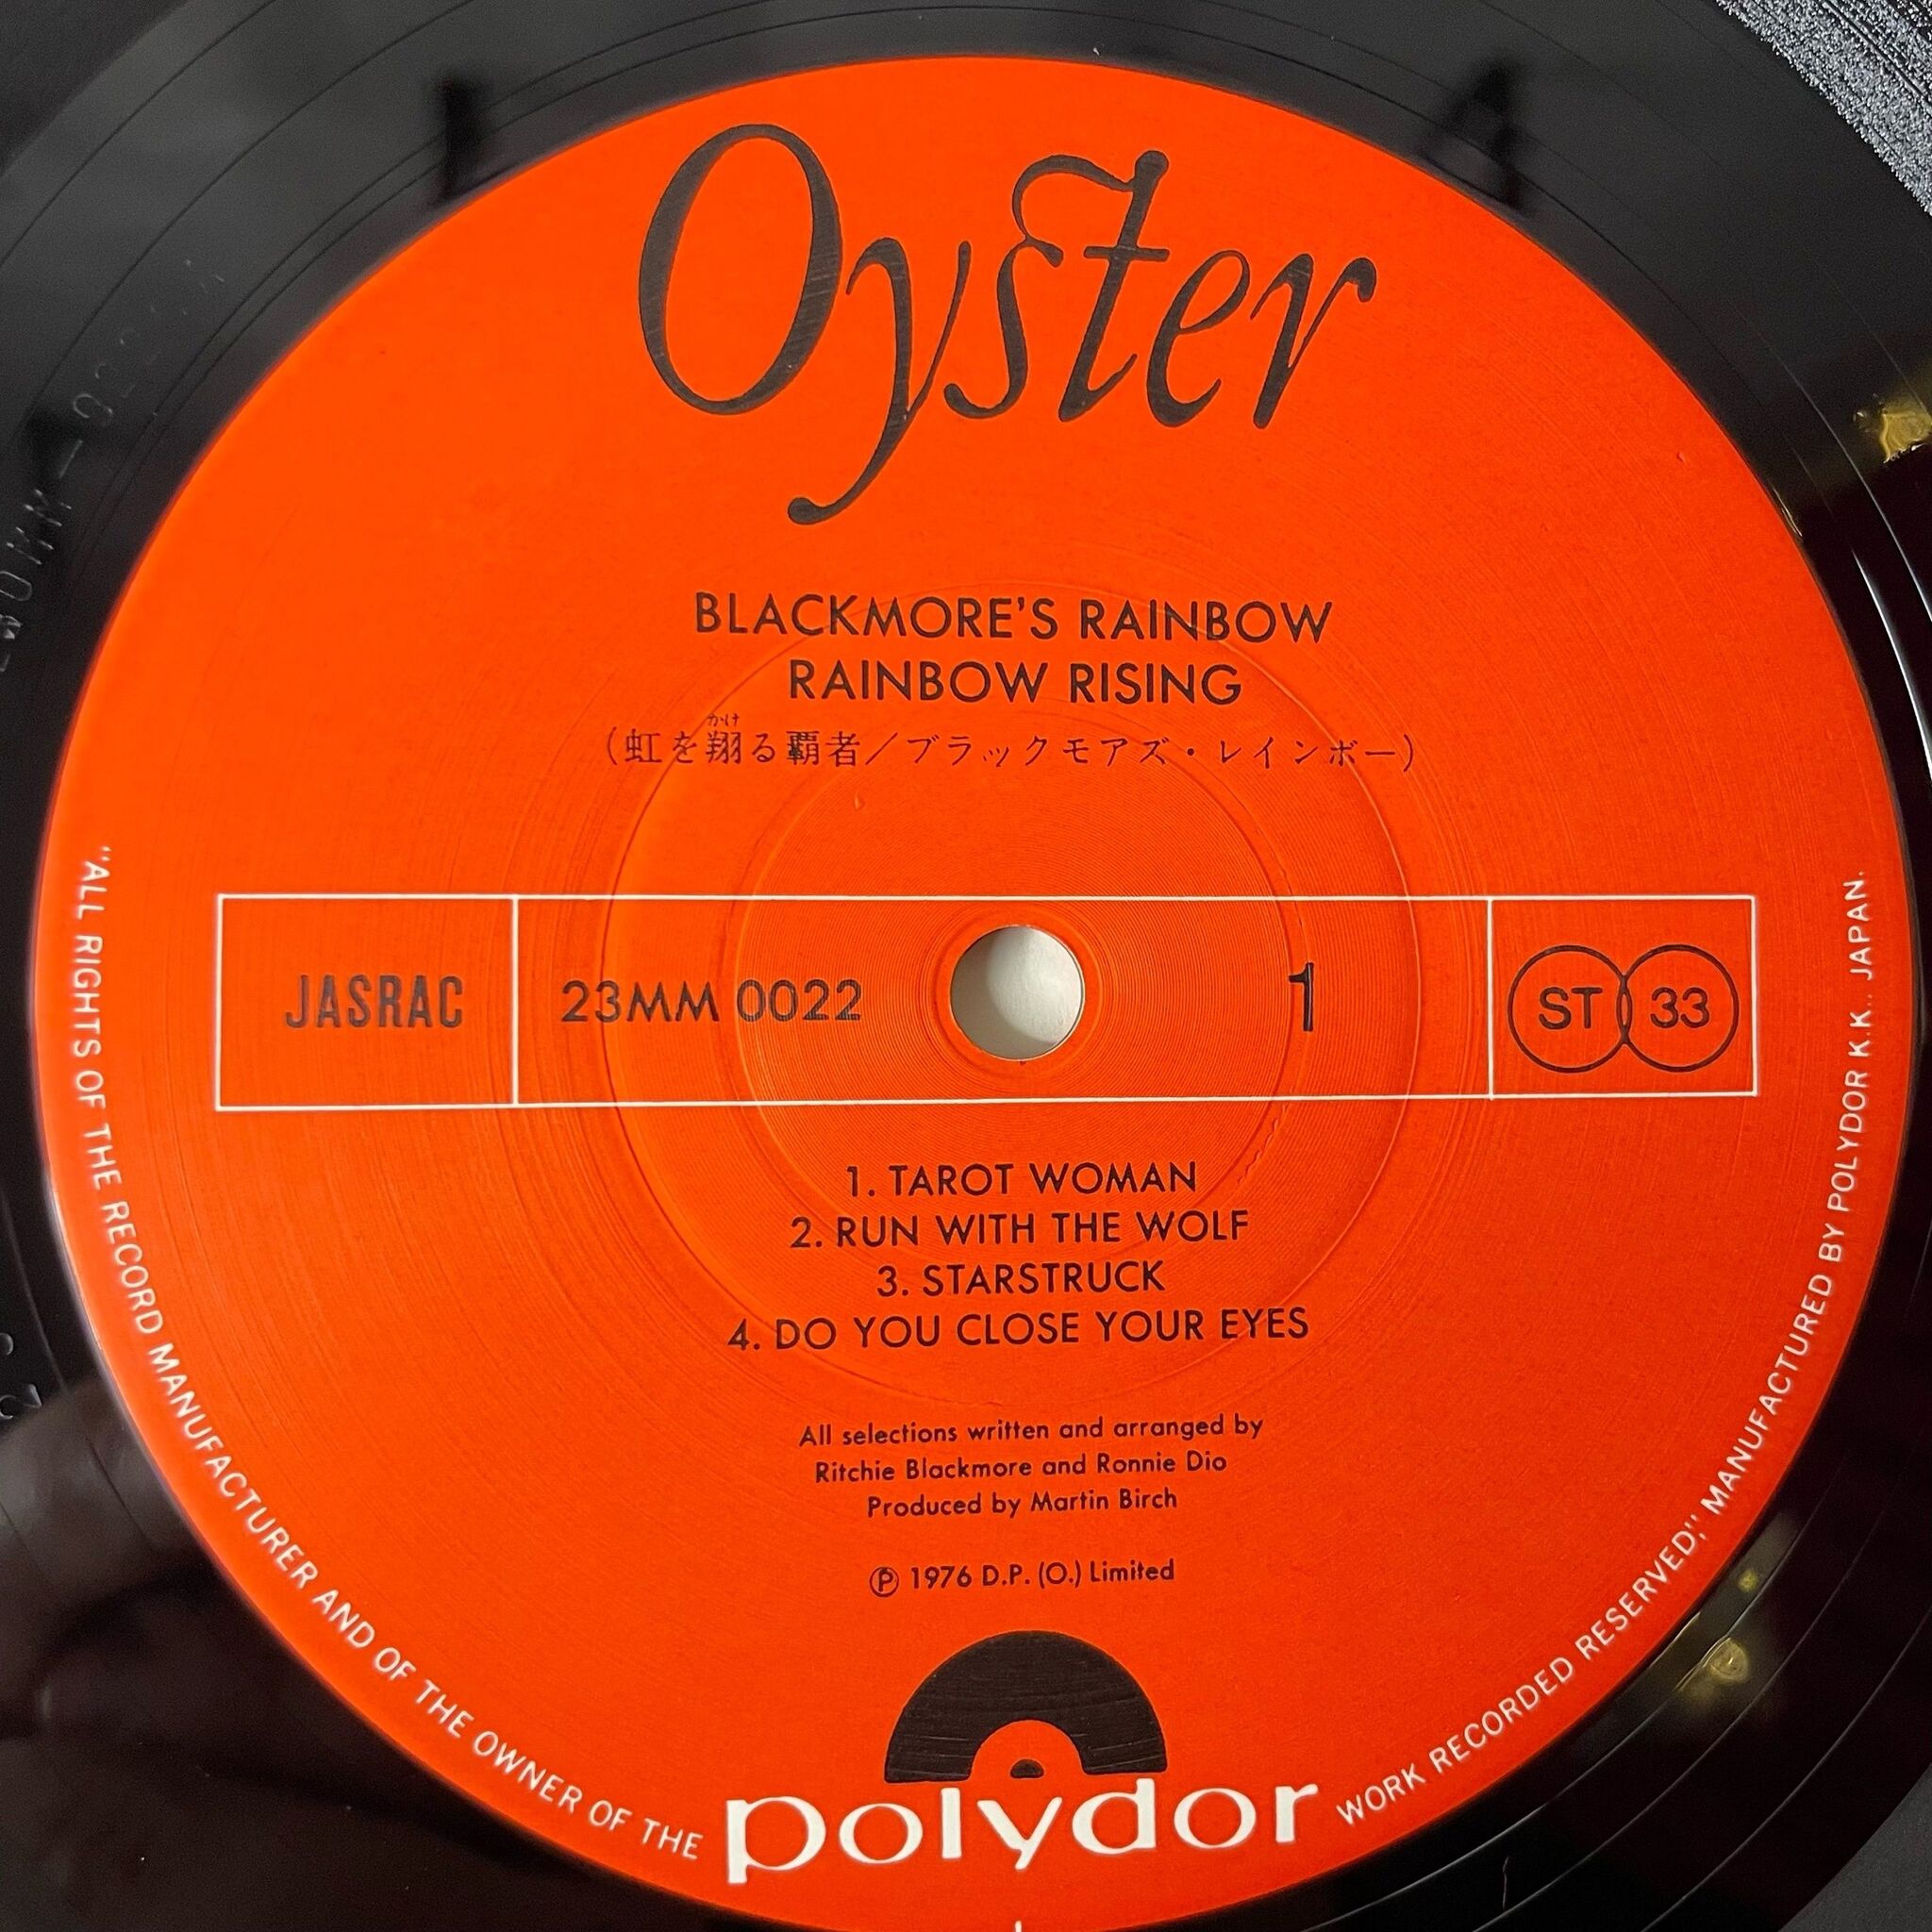 Oyster
BLACKMORE'S RAINBOW
RAINBOW RISING
かけ
(虹を翔る覇者/ブラックモアズ・レインボー)
JASRAC
23MM 0022
1
ST 33
1. TAROT WOMAN
2. RUN WITH THE WOLF
3. STARSTRUCK
4. DO YOU CLOSE YOUR EYES
All selections written and arranged by
Ritchie Blackmore and Ronnie Dio
Produced by Martin Birch
℗ 1976 D.P. (O.) Limited
polydor
"ALL RIGHTS OF THE RECORD MANUFACTURER AND OF THE OWNER OF THE WORK RECORDED RESERVED," MANUFACTURED BY POLYDOR K.K., JAPAN.